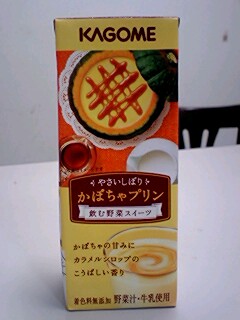 KAGOME
やさいしぼり
かぼちゃプリン
飲む野菜スイーツ
かぼちゃの甘みに
カラメルシロップの
こうばしい香り
着色料無添加 野菜汁・牛乳使用